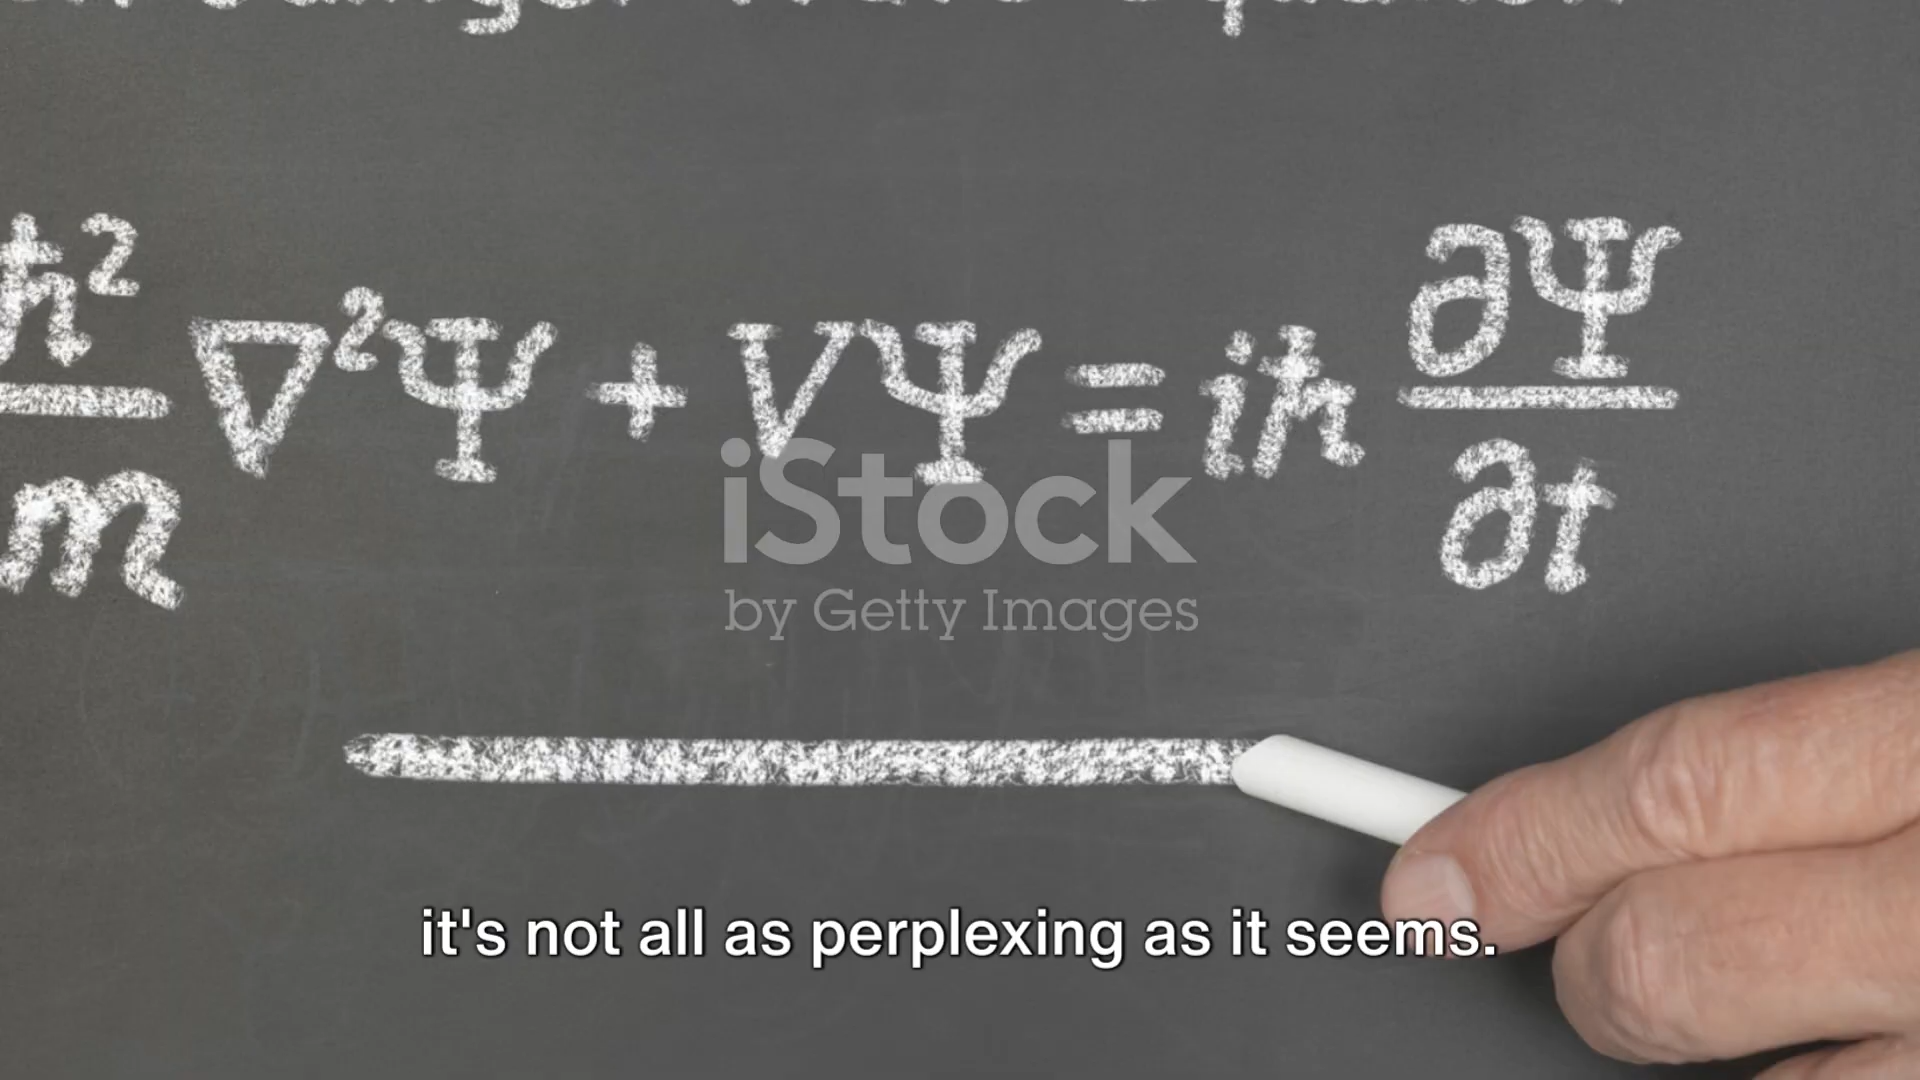 ħ²
∇²Ψ + VΨ = iħ ∂Ψ
m
∂t
iStock
by Getty Images
it's not all as perplexing as it seems.